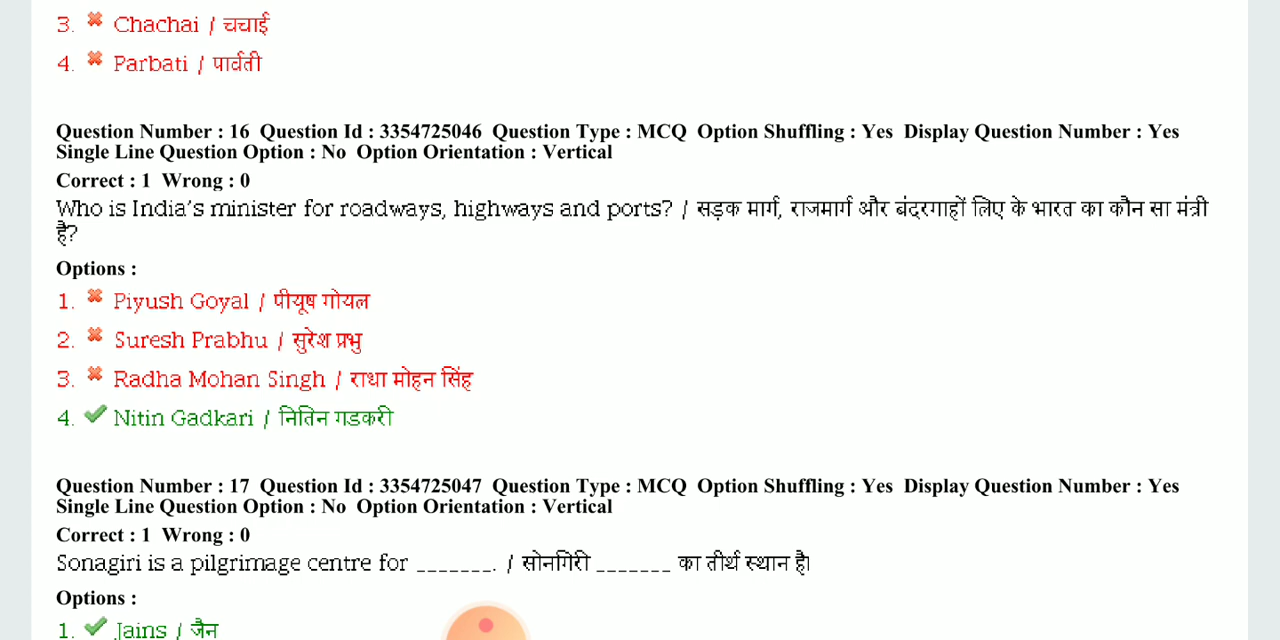 3. Chachai / चचाई
4. Parbati / पार्वती
Question Number : 16 Question Id : 3354725046 Question Type : MCQ Option Shuffling : Yes Display Question Number : Yes
Single Line Question Option : No Option Orientation : Vertical
Correct : 1 Wrong : 0
Who is India's minister for roadways, highways and ports? / सड़क मार्ग, राजमार्ग और बंदरगाहों लिए के भारत का कौन सा मंत्री
है?
Options :
1. Piyush Goyal / पीयूष गोयल
2. Suresh Prabhu / सुरेश प्रभु
3. Radha Mohan Singh / राधा मोहन सिंह
4. Nitin Gadkari / नितिन गडकरी
Question Number : 17 Question Id : 3354725047 Question Type : MCQ Option Shuffling : Yes Display Question Number : Yes
Single Line Question Option : No Option Orientation : Vertical
Correct : 1 Wrong : 0
Sonagiri is a pilgrimage centre for _______. / सोनगिरी _______ का तीर्थ स्थान है।
Options :
1. Jains / जैन